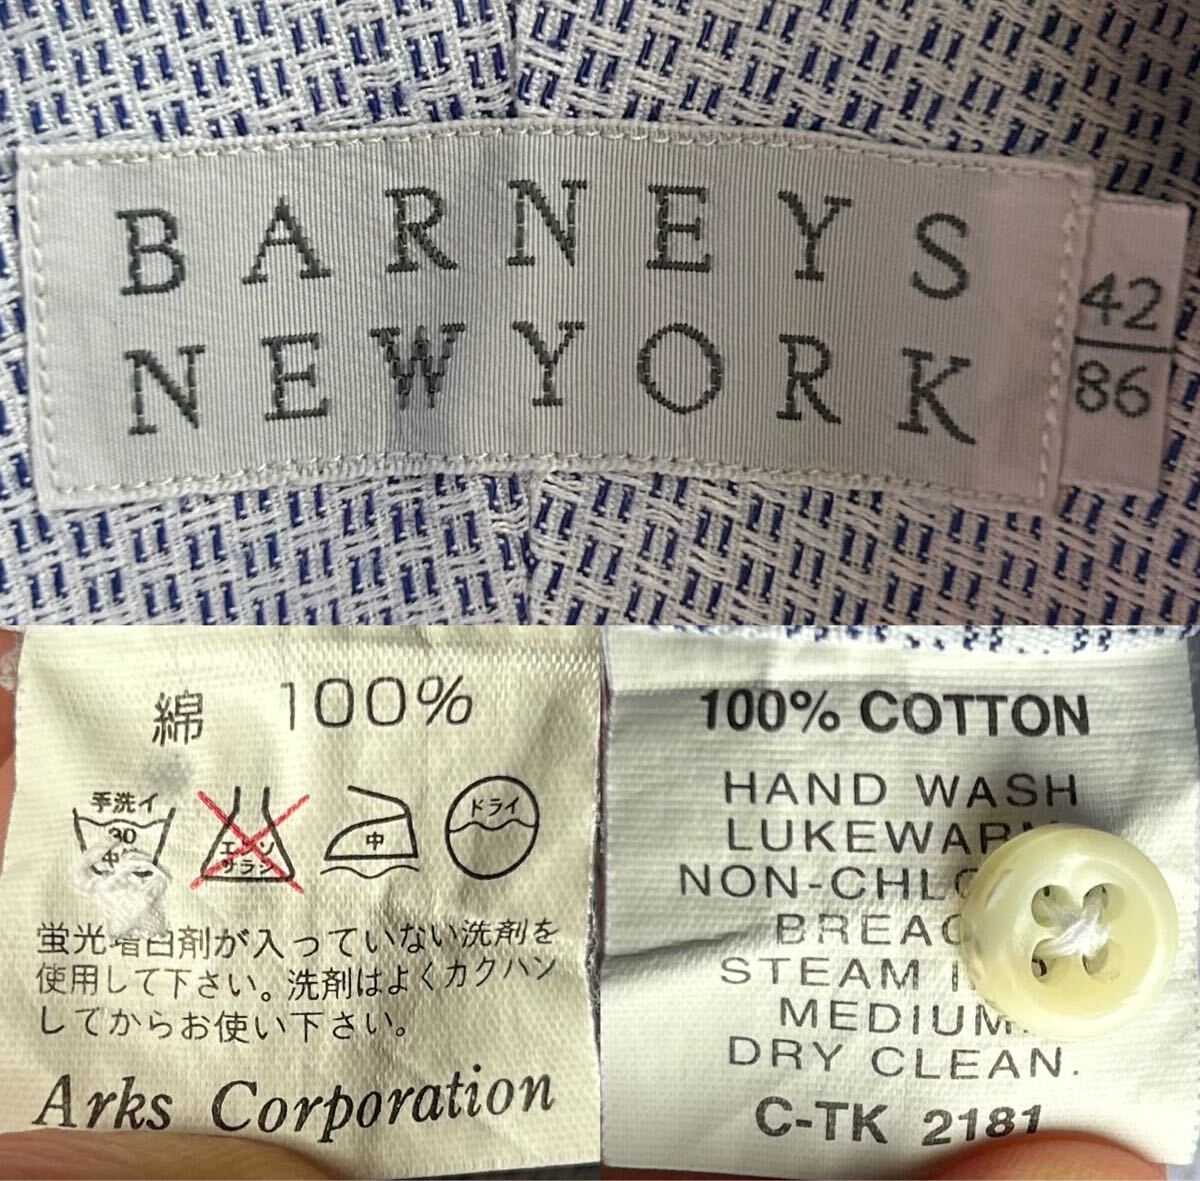 BARNEYS
NEWYORK
42
86
綿 100%
手洗イ
30
中
エンソ
サラシ
中
ドライ
蛍光増白剤が入っていない洗剤を
使用して下さい。洗剤はよくカクハン
してからお使い下さい。
Arks Corporation
100% COTTON
HAND WASH
LUKEWARM
STEAM
MEDIUM
DRY CLEAN.
C-TK 2181